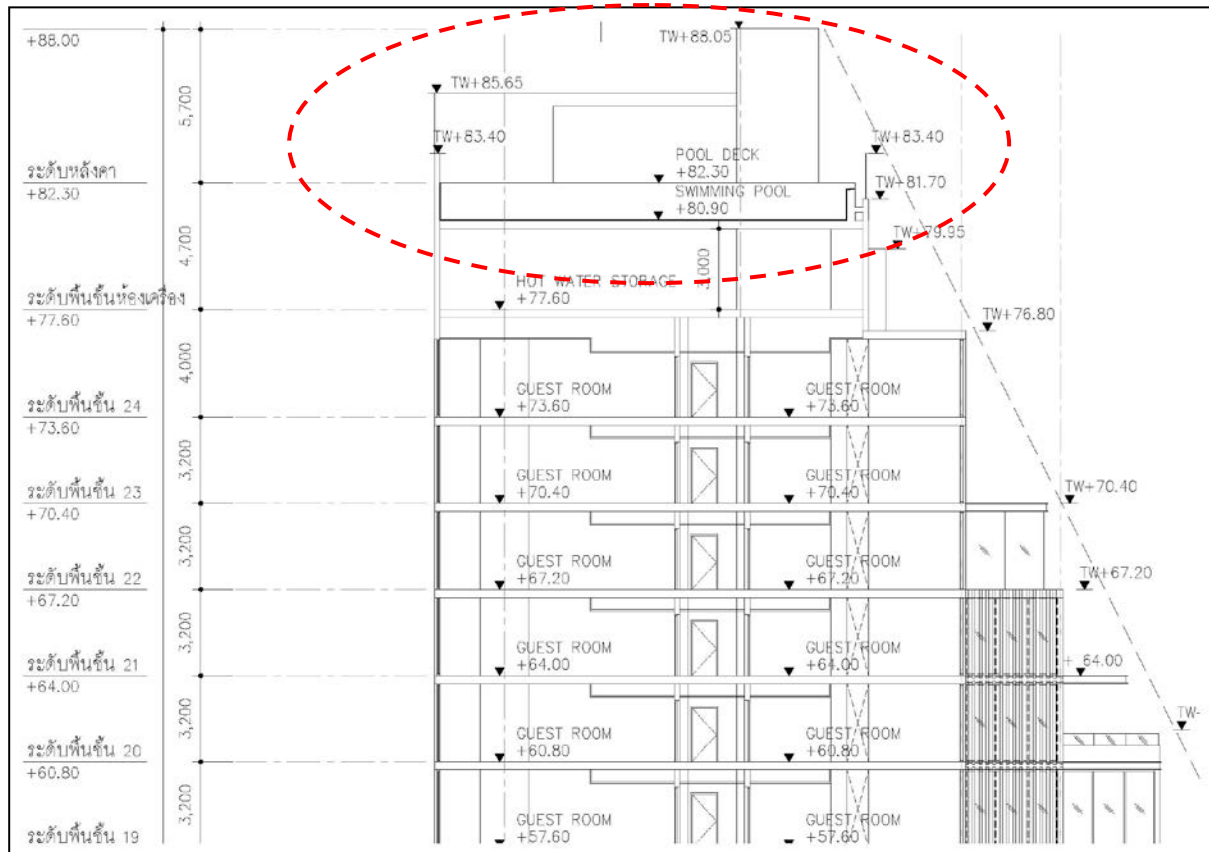 +88.00
TW+88.05
TW+85.65
5,700
TW+83.40
TW+83.40
POOL DECK
+82.30
ระดับหลังคา
+82.30
SWIMMING POOL
+80.90
TW+81.70
TW+79.95
4,700
3,000
HOT WATER STORAGE
+77.60
ระดับพื้นชั้นห้องเครื่อง
+77.60
TW+76.80
4,000
GUEST ROOM
+73.60
GUEST ROOM
+73.60
ระดับพื้นชั้น 24
+73.60
3,200
GUEST ROOM
+70.40
GUEST ROOM
+70.40
TW+70.40
ระดับพื้นชั้น 23
+70.40
3,200
GUEST ROOM
+67.20
GUEST ROOM
+67.20
TW+67.20
ระดับพื้นชั้น 22
+67.20
3,200
GUEST ROOM
+64.00
GUEST ROOM
+64.00
+ 64.00
ระดับพื้นชั้น 21
+64.00
3,200
TW-
GUEST ROOM
+60.80
GUEST ROOM
+60.80
ระดับพื้นชั้น 20
+60.80
3,200
GUEST ROOM
+57.60
GUEST ROOM
+57.60
ระดับพื้นชั้น 19